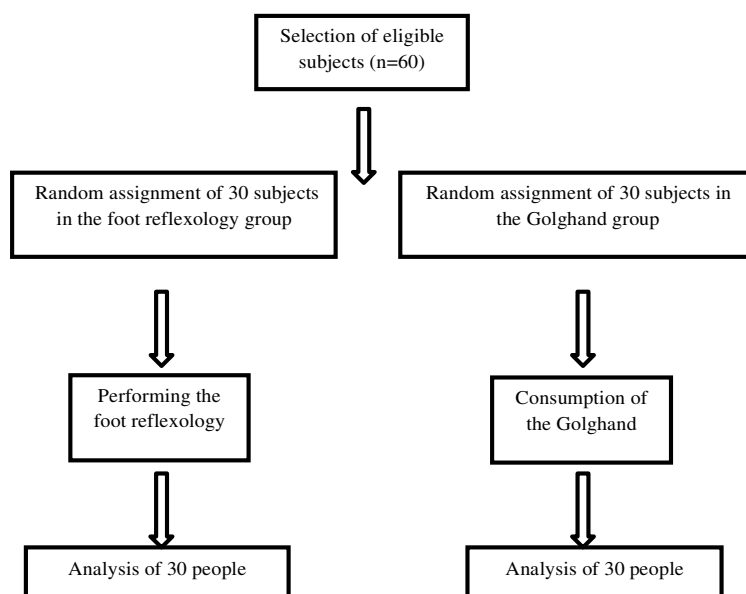 Selection of eligible
subjects (n=60)
Random assignment of 30 subjects
in the foot reflexology group
Random assignment of 30 subjects in
the Golghand group
Performing the
foot reflexology
Consumption of
the Golghand
Analysis of 30 people
Analysis of 30 people